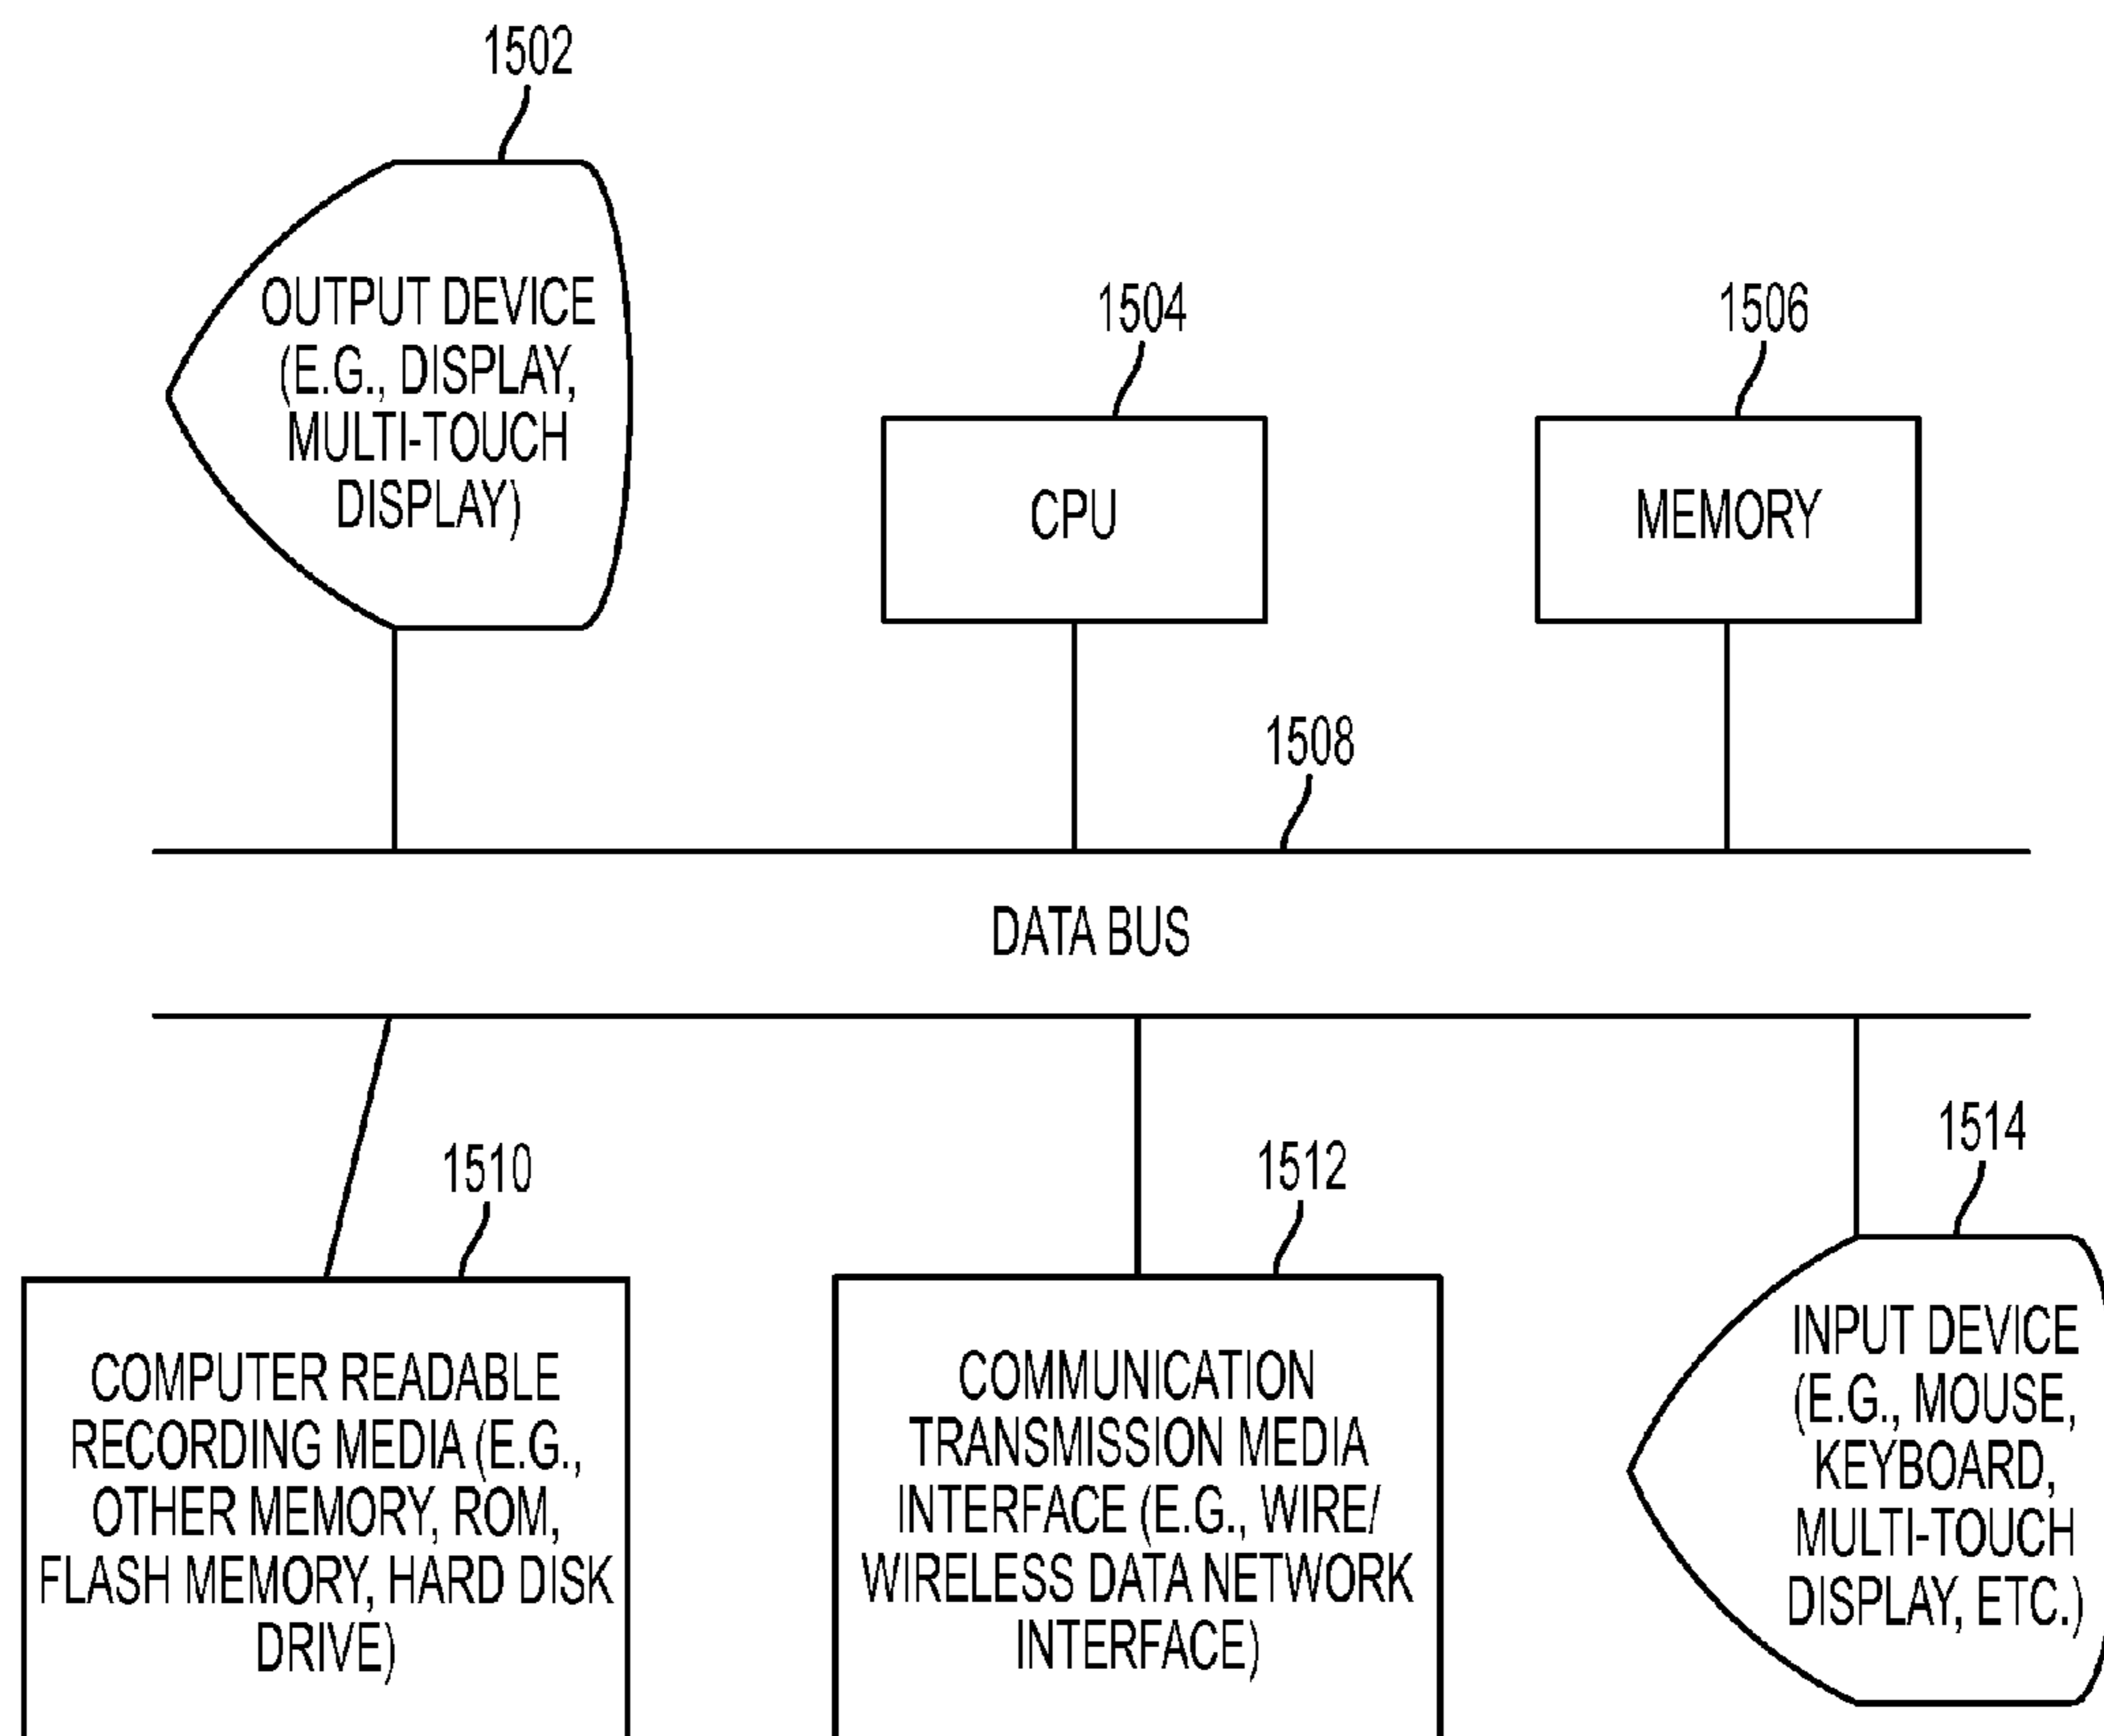 1502
OUTPUT DEVICE
(E.G., DISPLAY,
MULTI-TOUCH
DISPLAY)
1504
CPU
1506
MEMORY
1508
DATA BUS
1510
COMPUTER READABLE
RECORDING MEDIA (E.G.,
OTHER MEMORY, ROM,
FLASH MEMORY, HARD DISK
DRIVE)
1512
COMMUNICATION
TRANSMISSION MEDIA
INTERFACE (E.G., WIRE/
WIRELESS DATA NETWORK
INTERFACE)
1514
INPUT DEVICE
(E.G., MOUSE,
KEYBOARD,
MULTI-TOUCH
DISPLAY, ETC.)